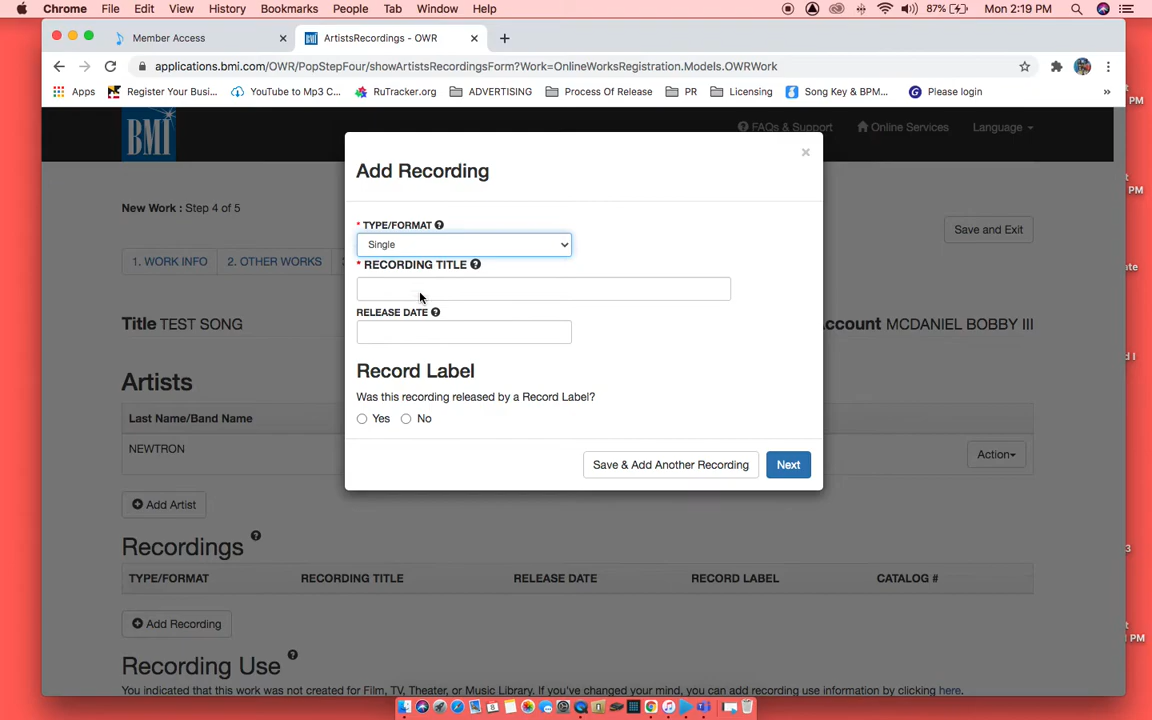 Chrome File Edit View History Bookmarks People Tab Window Help 87% Mon 2:19 PM
Member Access × ArtistsRecordings - OWR × +
applications.bmi.com/OWR/PopStepFour/showArtistsRecordingsForm?Work=OnlineWorksRegistration.Models.OWRWork
Apps Register Your Busi... YouTube to Mp3 C... RuTracker.org ADVERTISING Process Of Release PR Licensing Song Key & BPM... Please login »
PM
BMI FAQs & Support Online Services Language
×
Add Recording
PM
New Work : Step 4 of 5
* TYPE/FORMAT
Save and Exit
Single
1. WORK INFO 2. OTHER WORKS
* RECORDING TITLE
RELEASE DATE
Title TEST SONG Account MCDANIEL BOBBY III
Record Label
Artists
Was this recording released by a Record Label?
Last Name/Band Name
Yes No
NEWTRON Action
Save & Add Another Recording Next
Add Artist
Recordings
3
TYPE/FORMAT RECORDING TITLE RELEASE DATE RECORD LABEL CATALOG #
Add Recording
PM
Recording Use
You indicated that this work was not created for Film, TV, Theater, or Music Library. If you've changed your mind, you can add recording use information by clicking here.